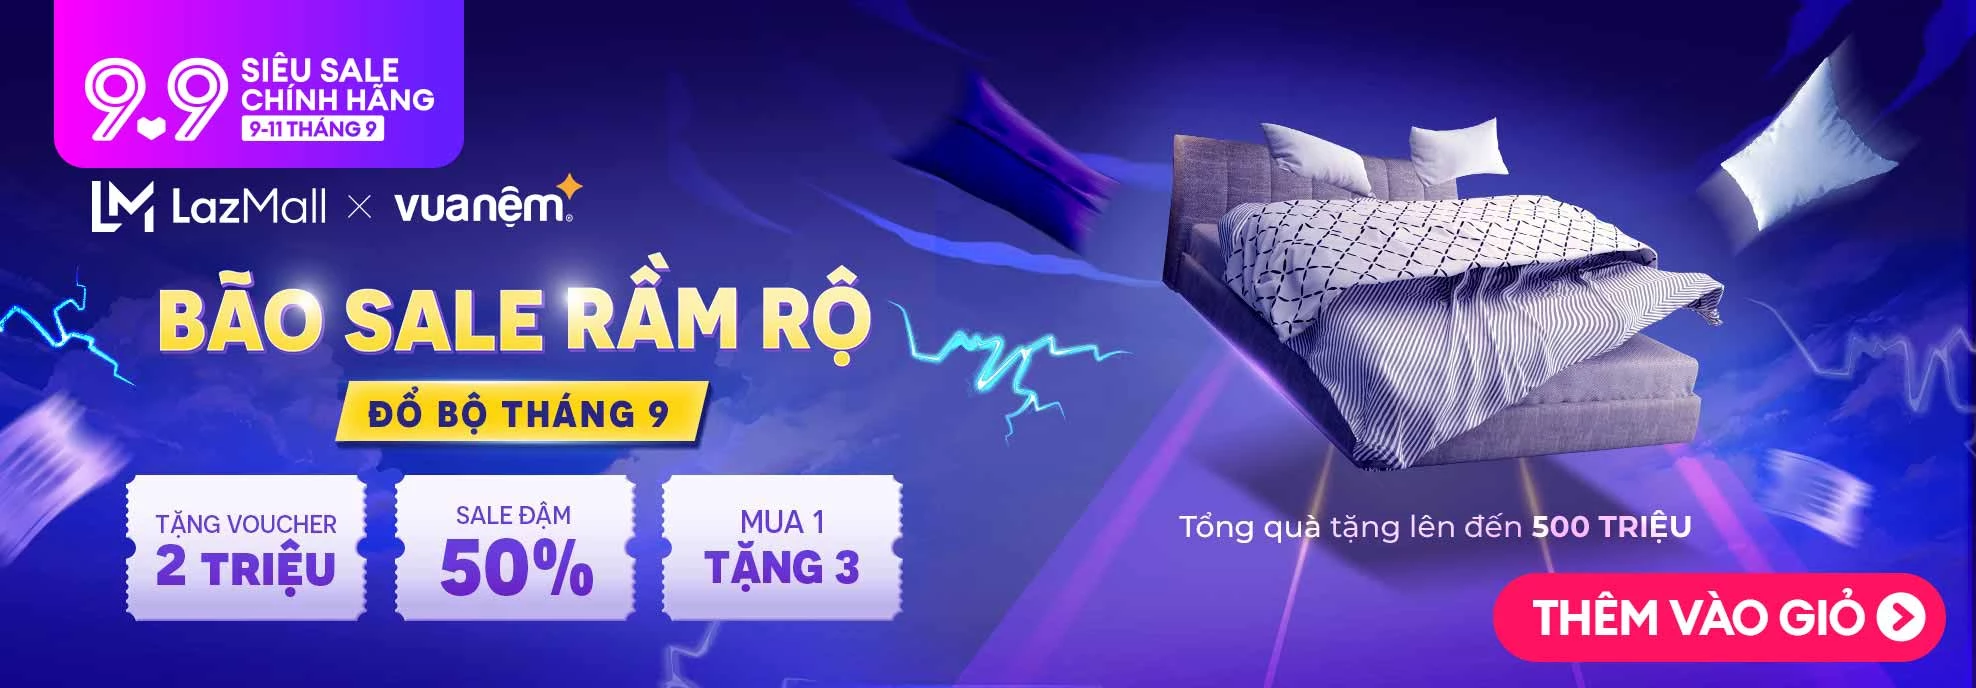 9.9
SIÊU SALE
CHÍNH HÃNG
9-11 THÁNG 9
LM LazMall × vuanệm®
BÃO SALE RẦM RỘ
ĐỔ BỘ THÁNG 9
TẶNG VOUCHER
2 TRIỆU
SALE ĐẬM
50%
MUA 1
TẶNG 3
Tổng quà tặng lên đến 500 TRIỆU
THÊM VÀO GIỎ